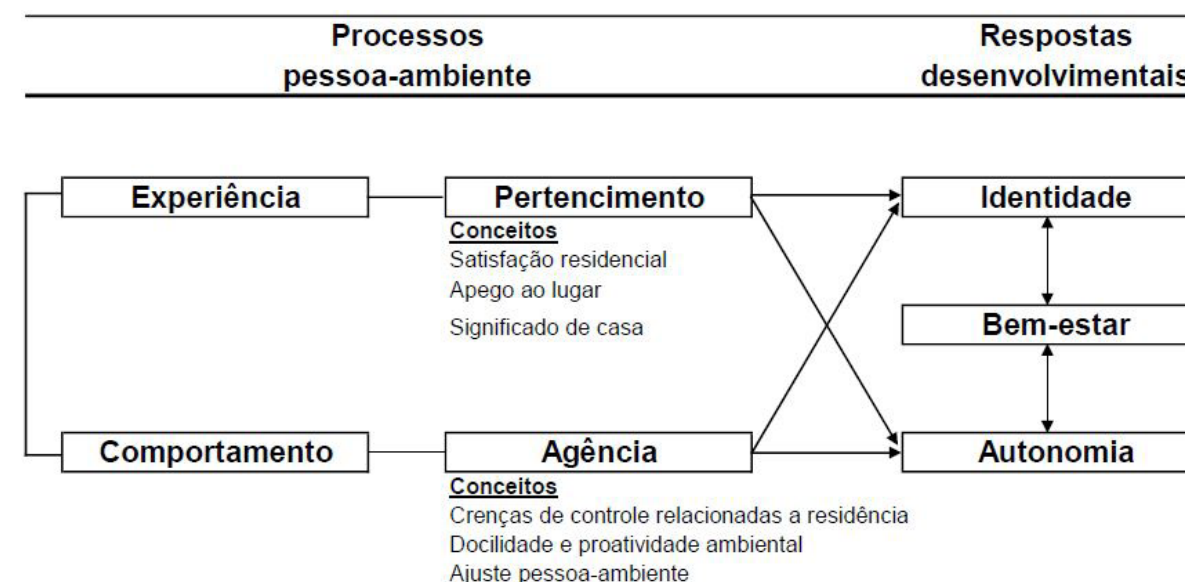 Processos
pessoa-ambiente
Respostas
desenvolvimentais
Experiência
Pertencimento
Identidade
Conceitos
Satisfação residencial
Apego ao lugar
Significado de casa
Bem-estar
Comportamento
Agência
Autonomia
Conceitos
Crenças de controle relacionadas a residência
Docilidade e proatividade ambiental
Ajuste pessoa-ambiente